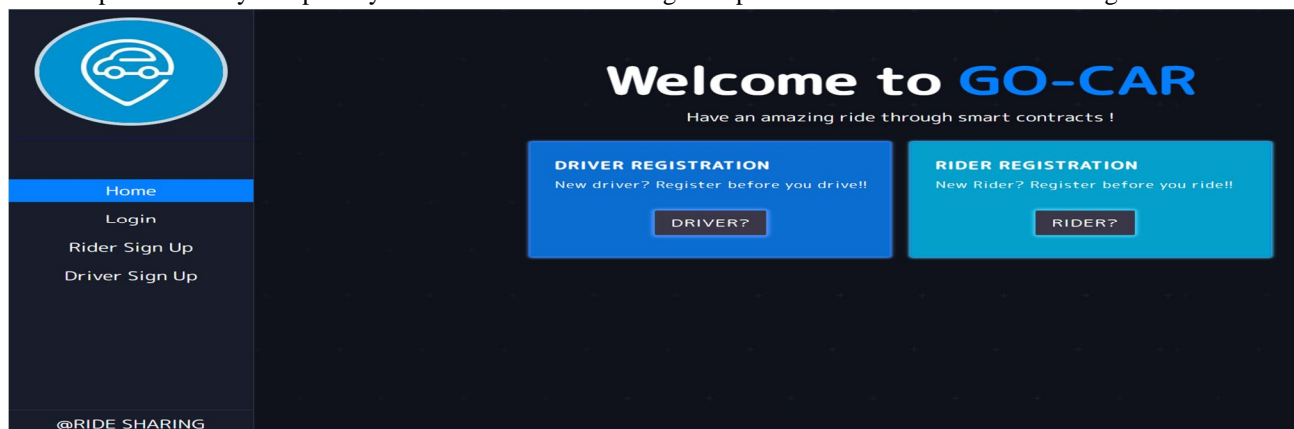 Home
Login
Rider Sign Up
Driver Sign Up
@RIDE SHARING
Welcome to GO-CAR
Have an amazing ride through smart contracts !
DRIVER REGISTRATION
New driver? Register before you drive!!
DRIVER?
RIDER REGISTRATION
New Rider? Register before you ride!!
RIDER?